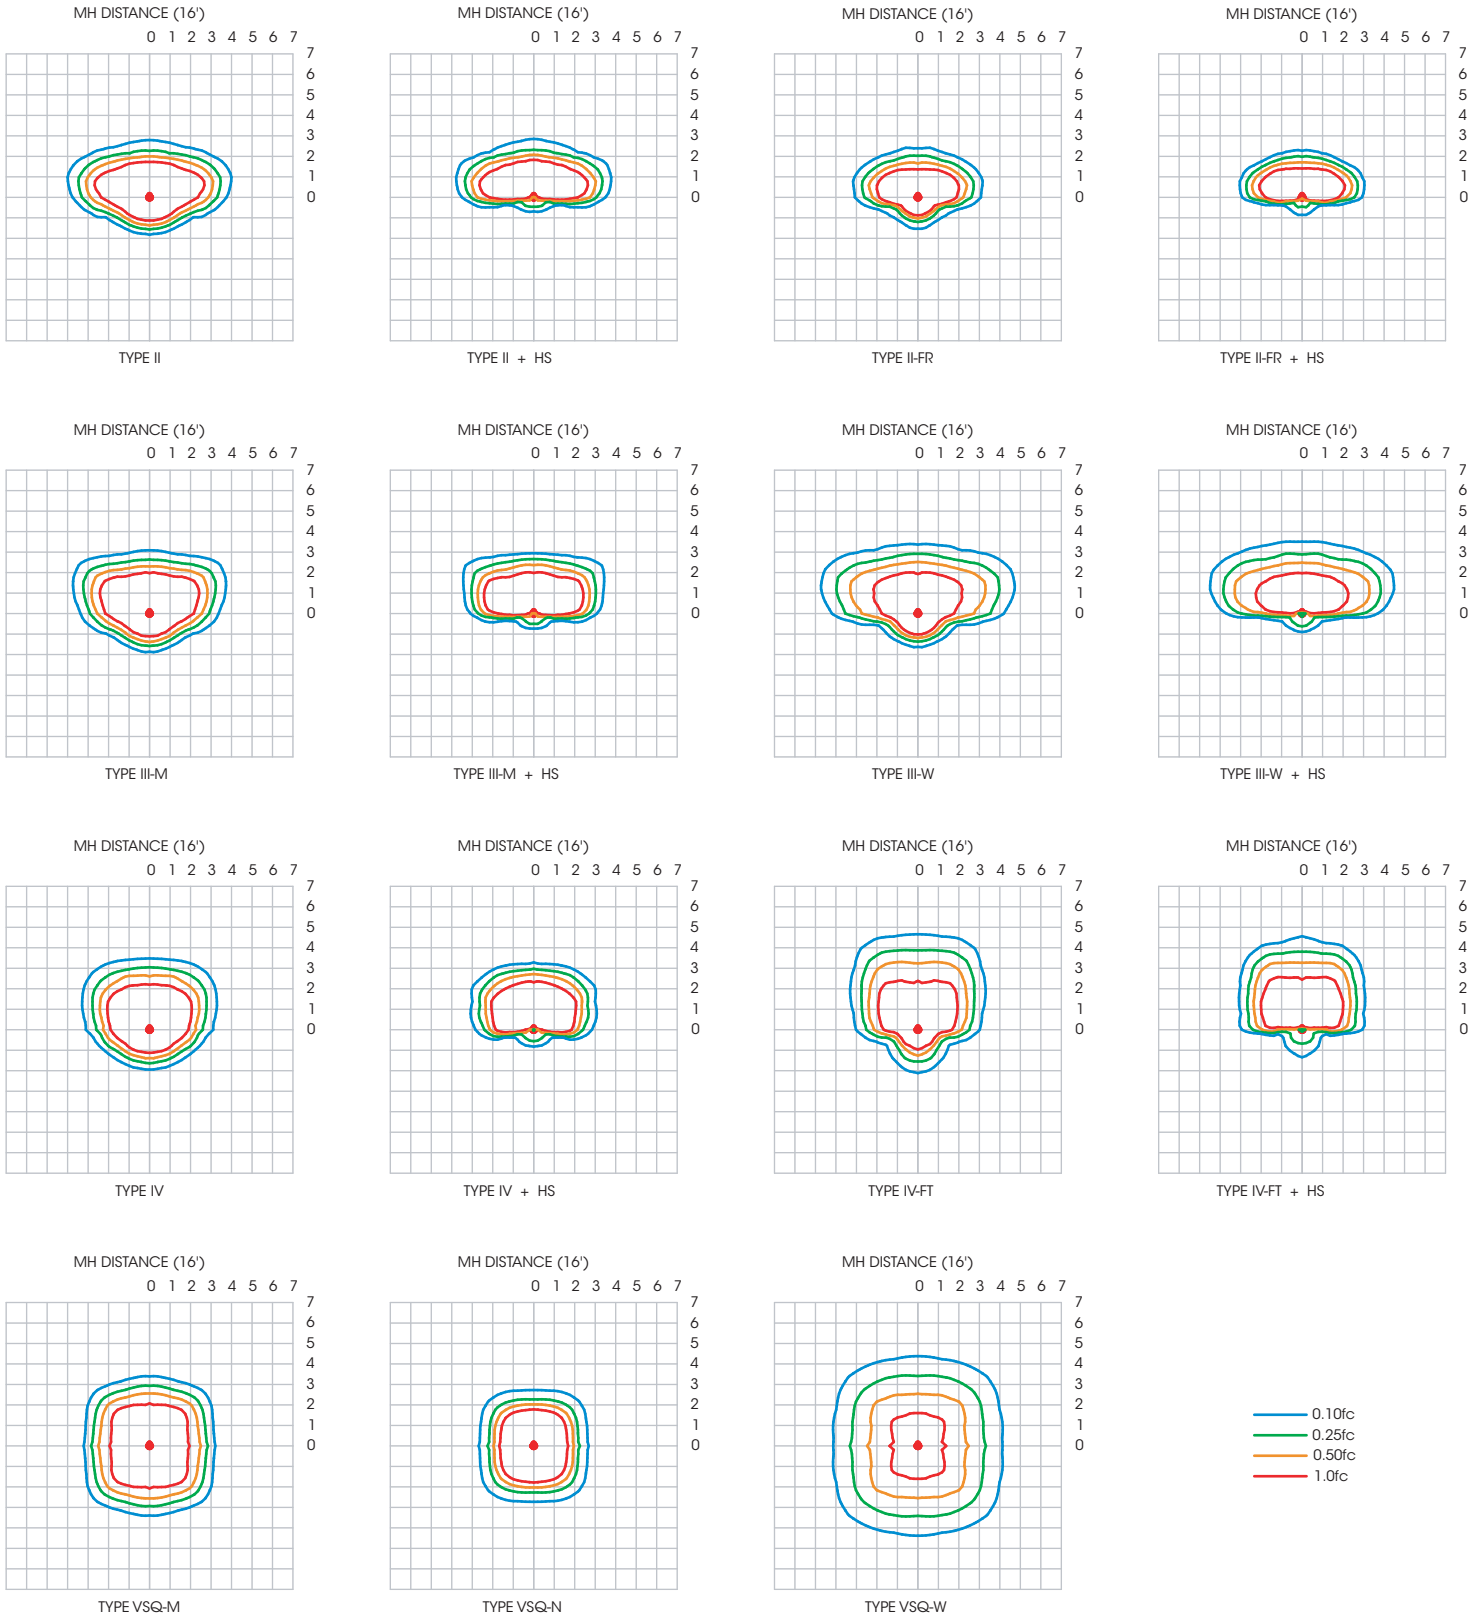 MH DISTANCE (16') MH DISTANCE (16') MH DISTANCE (16') MH DISTANCE (16')
0 1 2 3 4 5 6 7 0 1 2 3 4 5 6 7 0 1 2 3 4 5 6 7 0 1 2 3 4 5 6 7
7 7 7 7
6 6 6 6
5 5 5 5
4 4 4 4
3 3 3 3
2 2 2 2
1 1 1 1
0 0 0 0
TYPE II TYPE II + HS TYPE II-FR TYPE II-FR + HS
MH DISTANCE (16') MH DISTANCE (16') MH DISTANCE (16') MH DISTANCE (16')
0 1 2 3 4 5 6 7 0 1 2 3 4 5 6 7 0 1 2 3 4 5 6 7 0 1 2 3 4 5 6 7
7 7 7 7
6 6 6 6
5 5 5 5
4 4 4 4
3 3 3 3
2 2 2 2
1 1 1 1
0 0 0 0
TYPE III-M TYPE III-M + HS TYPE III-W TYPE III-W + HS
MH DISTANCE (16') MH DISTANCE (16') MH DISTANCE (16') MH DISTANCE (16')
0 1 2 3 4 5 6 7 0 1 2 3 4 5 6 7 0 1 2 3 4 5 6 7 0 1 2 3 4 5 6 7
7 7 7 7
6 6 6 6
5 5 5 5
4 4 4 4
3 3 3 3
2 2 2 2
1 1 1 1
0 0 0 0
TYPE IV TYPE IV + HS TYPE IV-FT TYPE IV-FT + HS
MH DISTANCE (16') MH DISTANCE (16') MH DISTANCE (16')
0 1 2 3 4 5 6 7 0 1 2 3 4 5 6 7 0 1 2 3 4 5 6 7
7 7 7
6 6 6
5 5 5
4 4 4
3 3 3
2 2 2
1 1 1
0 0 0
0.10fc
0.25fc
0.50fc
1.0fc
TYPE VSQ-M TYPE VSQ-N TYPE VSQ-W